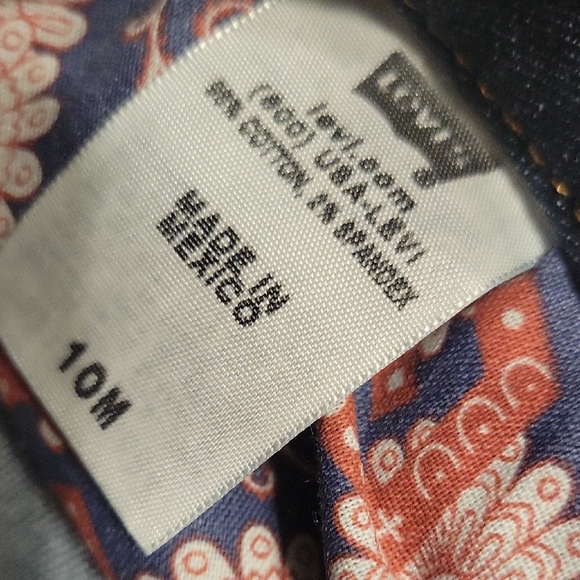 Levi's
®
levi.com
(800) USA-LEVI
98% COTTON, 2% SPANDEX
MADE IN
MEXICO
10M